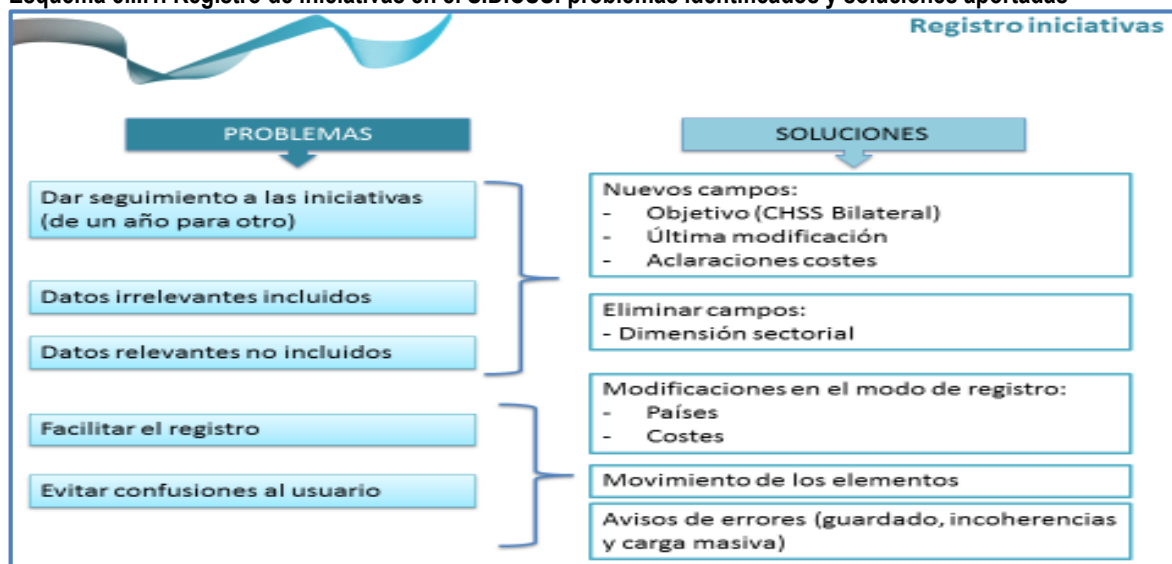 Registro iniciativas
PROBLEMAS
Dar seguimiento a las iniciativas
(de un año para otro)
Datos irrelevantes incluidos
Datos relevantes no incluidos
Facilitar el registro
Evitar confusiones al usuario
SOLUCIONES
Nuevos campos:
- Objetivo (CHSS Bilateral)
- Última modificación
- Aclaraciones costes
Eliminar campos:
- Dimensión sectorial
Modificaciones en el modo de registro:
- Países
- Costes
Movimiento de los elementos
Avisos de errores (guardado, incoherencias
y carga masiva)